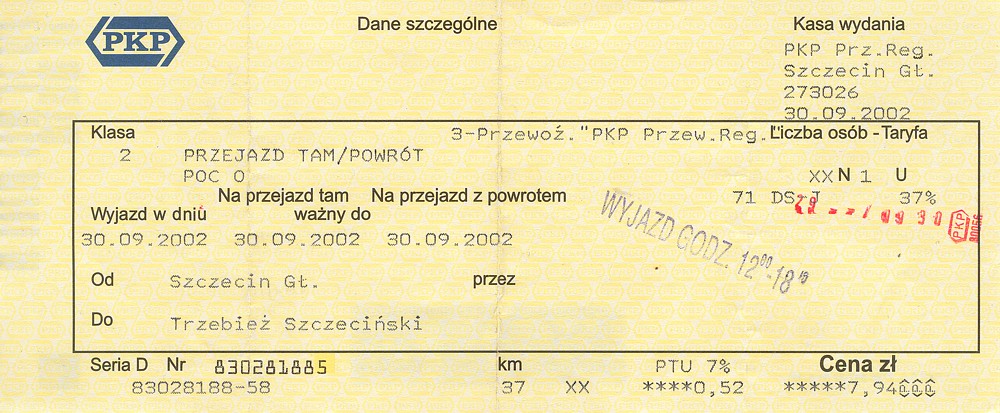 PKP
Dane szczególne
Kasa wydania
PKP Prz.Reg.
Szczecin Gł.
273026
30.09.2002
Klasa
3-Przewoź."PKP Przew.Reg."
Liczba osób - Taryfa
2 PRZEJAZD TAM/POWRÓT
POC O
XX N 1 U
Na przejazd tam Na przejazd z powrotem
71 DS-J 37%
Wyjazd w dniu ważny do
WYJAZD GODZ. 12⁰⁰-18
PKP
30.09.2002 30.09.2002 30.09.2002
Od Szczecin Gł. przez
Do Trzebież Szczeciński
Seria D Nr 830281885 km PTU 7% Cena zł
83028188-58 37 XX ****0,52 *****7,94